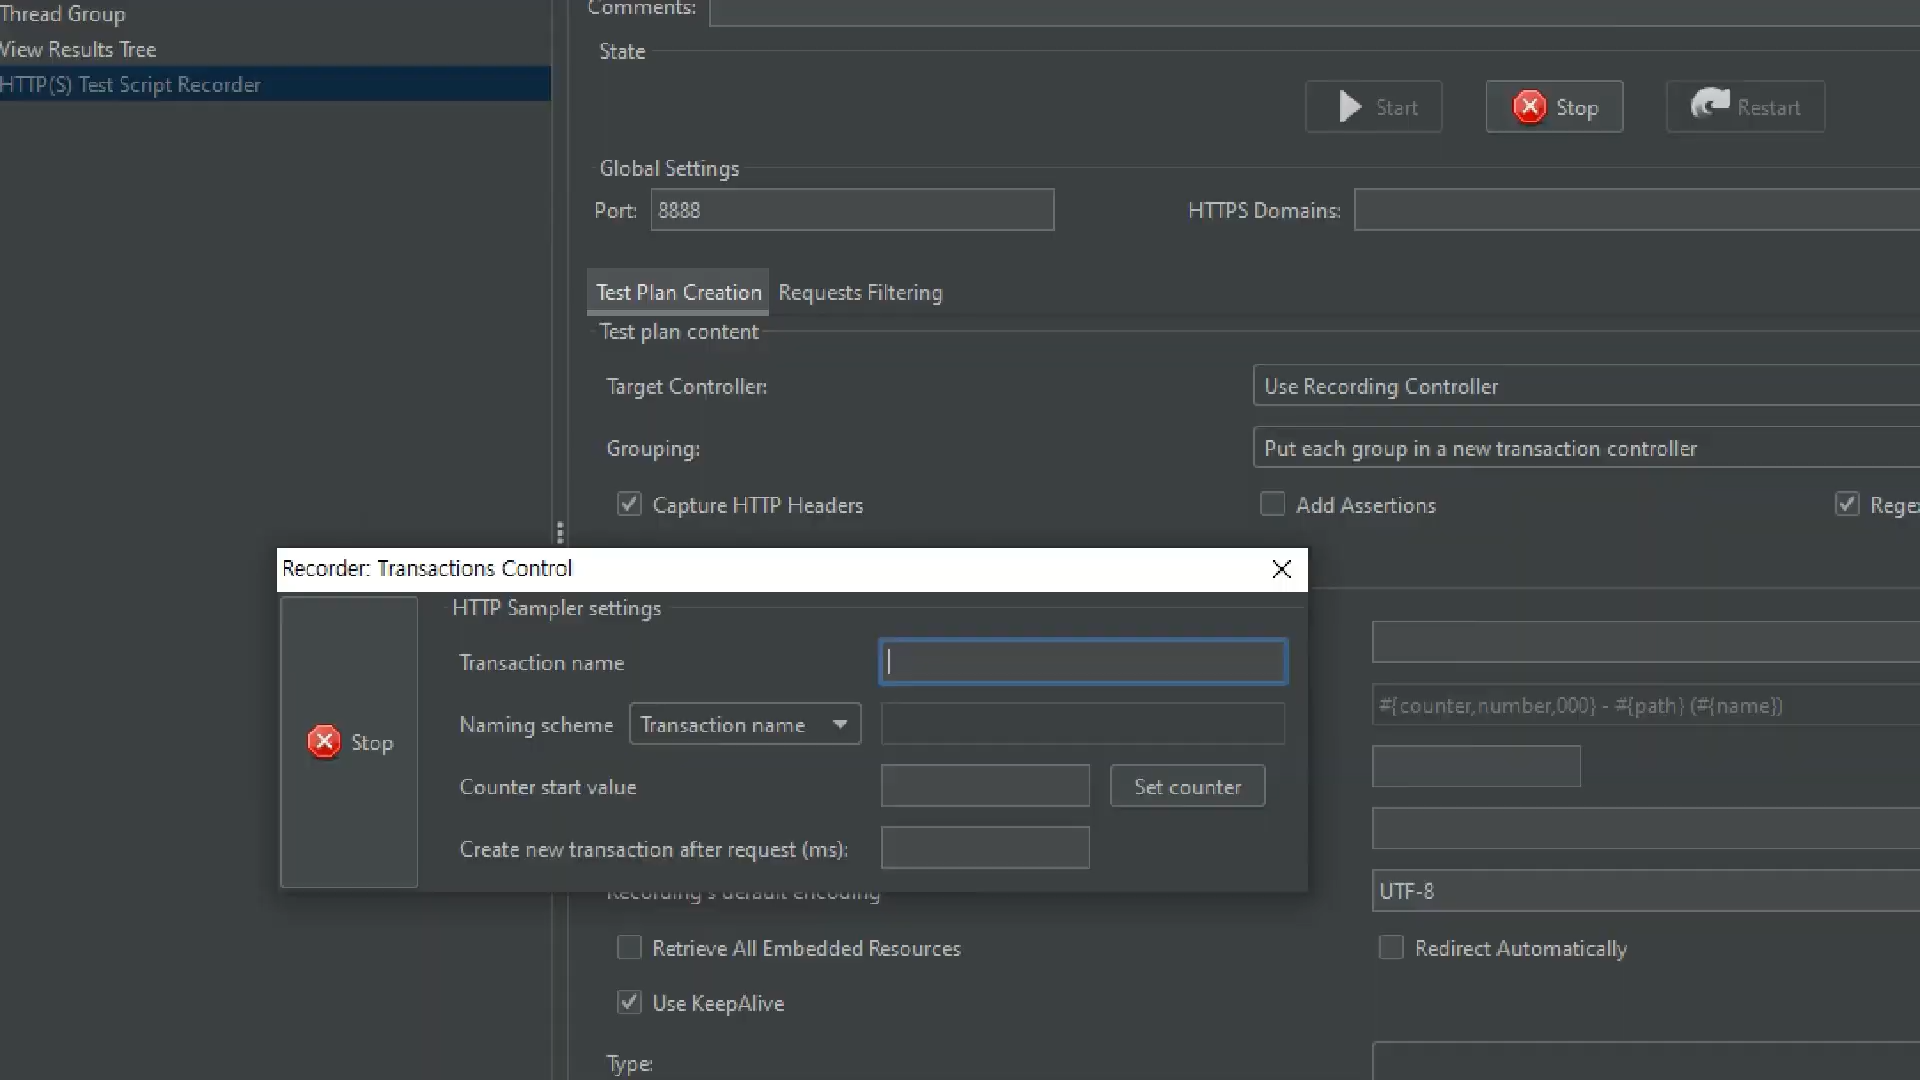 Thread Group
View Results Tree
HTTP(S) Test Script Recorder
Comments:
State
Start
Stop
Restart
Global Settings
Port: 8888
HTTPS Domains:
Test Plan Creation
Requests Filtering
Test plan content
Target Controller:
Use Recording Controller
Grouping:
Put each group in a new transaction controller
Capture HTTP Headers
Add Assertions
Recorder: Transactions Control
Stop
HTTP Sampler settings
Transaction name
Naming scheme
Transaction name
Counter start value
Set counter
Create new transaction after request (ms):
#{counter,number,000} - #{path} (#{name})
Recording's default encoding
UTF-8
Retrieve All Embedded Resources
Redirect Automatically
Use KeepAlive
Type: